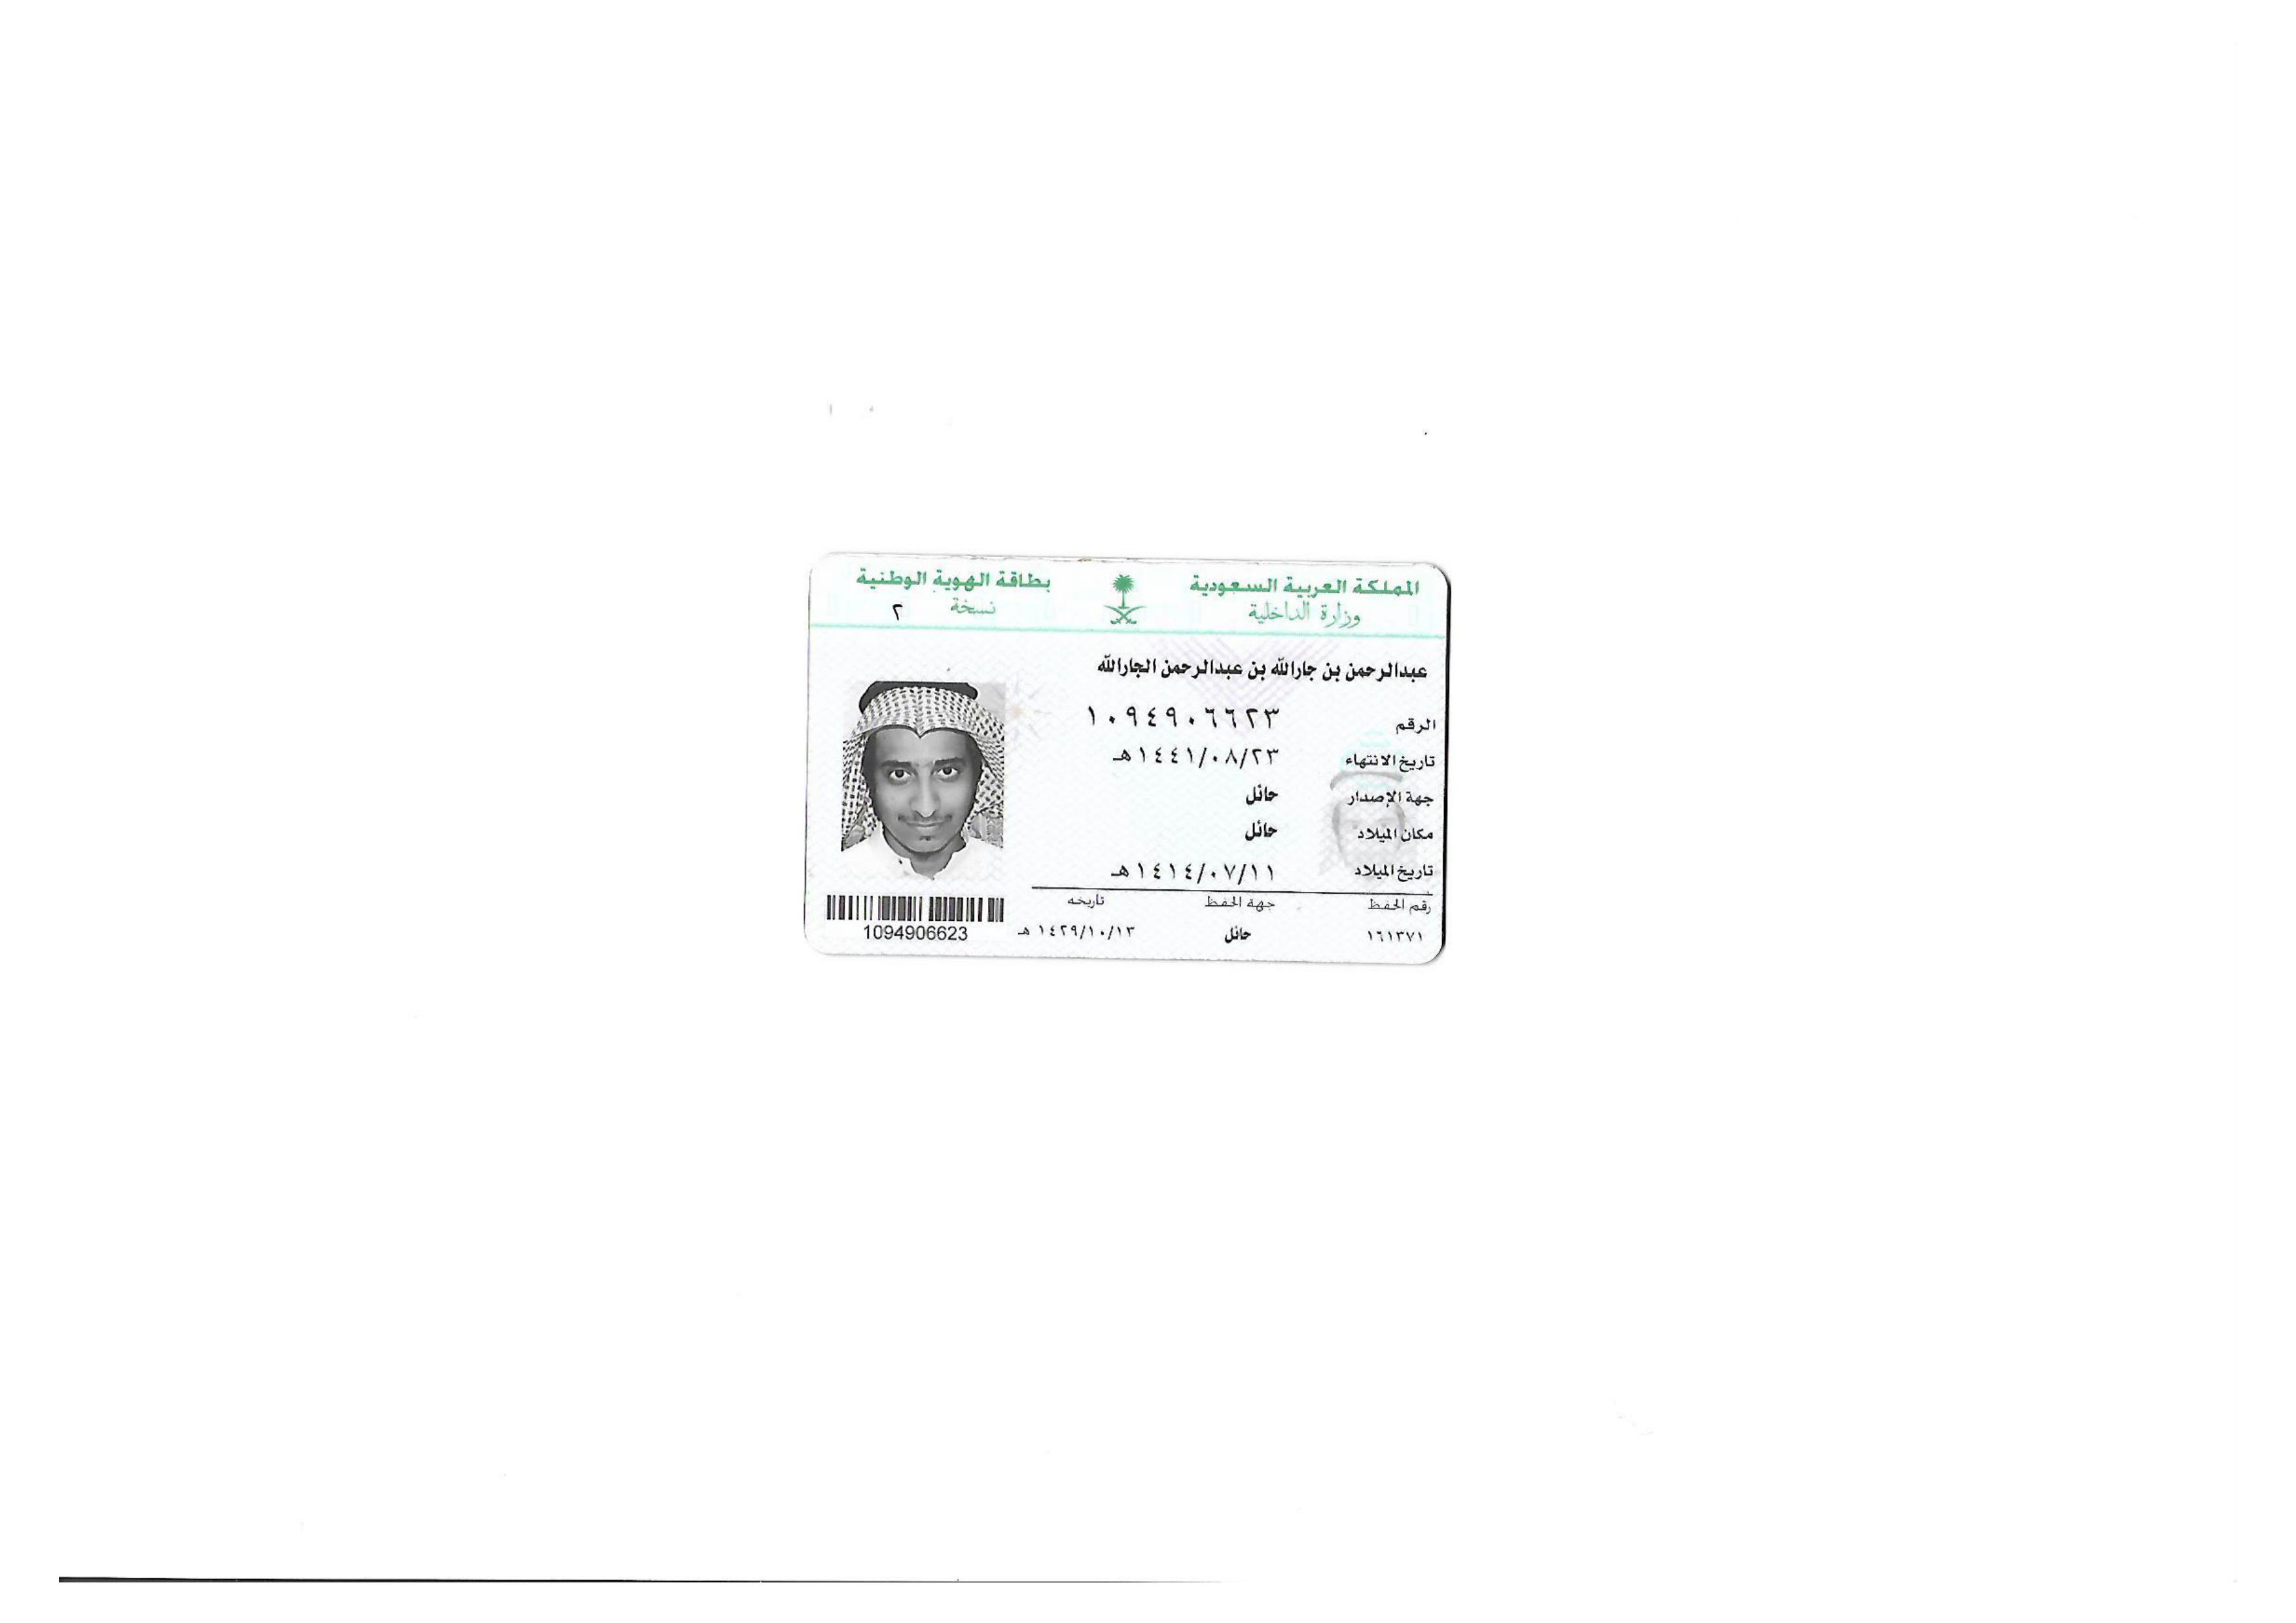 المملكة العربية السعودية
وزارة الداخلية
بطاقة الهوية الوطنية
نسخة ٢
عبدالرحمن بن جارالله بن عبدالرحمن الجارالله
الرقم ١٠٩٤٩٠٦٦٢٣
تاريخ الانتهاء ١٤٤١/٠٨/٢٣هـ
جهة الإصدار حائل
مكان الميلاد حائل
تاريخ الميلاد ١٤١٤/٠٧/١١هـ
رقم الحفظ جهة الحفظ تاريخه
١٦١٣٧١ حائل ١٤٢٩/١٠/١٣ هـ
1094906623